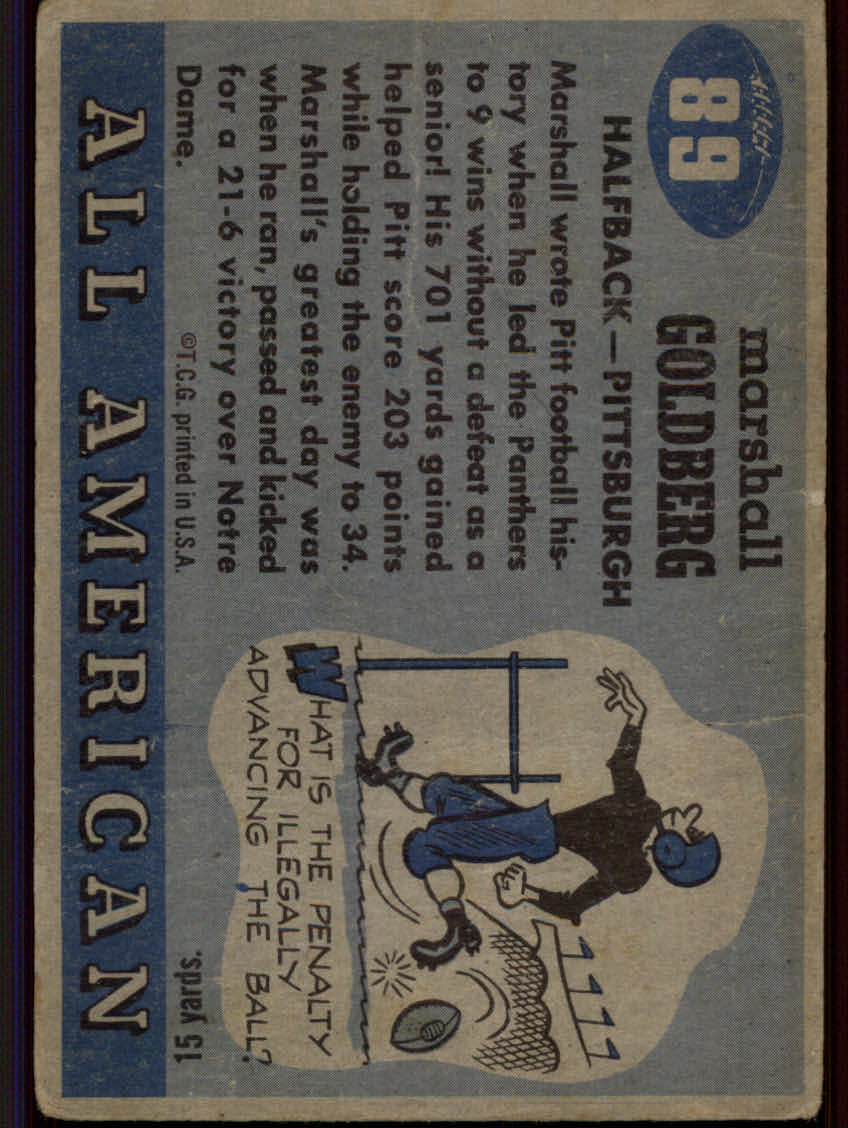 89
marshall
GOLDBERG
HALFBACK—PITTSBURGH
Marshall wrote Pitt football his-
tory when he led the Panthers
to 9 wins without a defeat as a
senior! His 701 yards gained
helped Pitt score 203 points
while holding the enemy to 34.
Marshall's greatest day was
when he ran, passed and kicked
for a 21-6 victory over Notre
Dame.
©T.C.G. printed in U.S.A.
WHAT IS THE PENALTY
FOR ILLEGALLY
ADVANCING THE BALL?
15 yards.
ALL AMERICAN